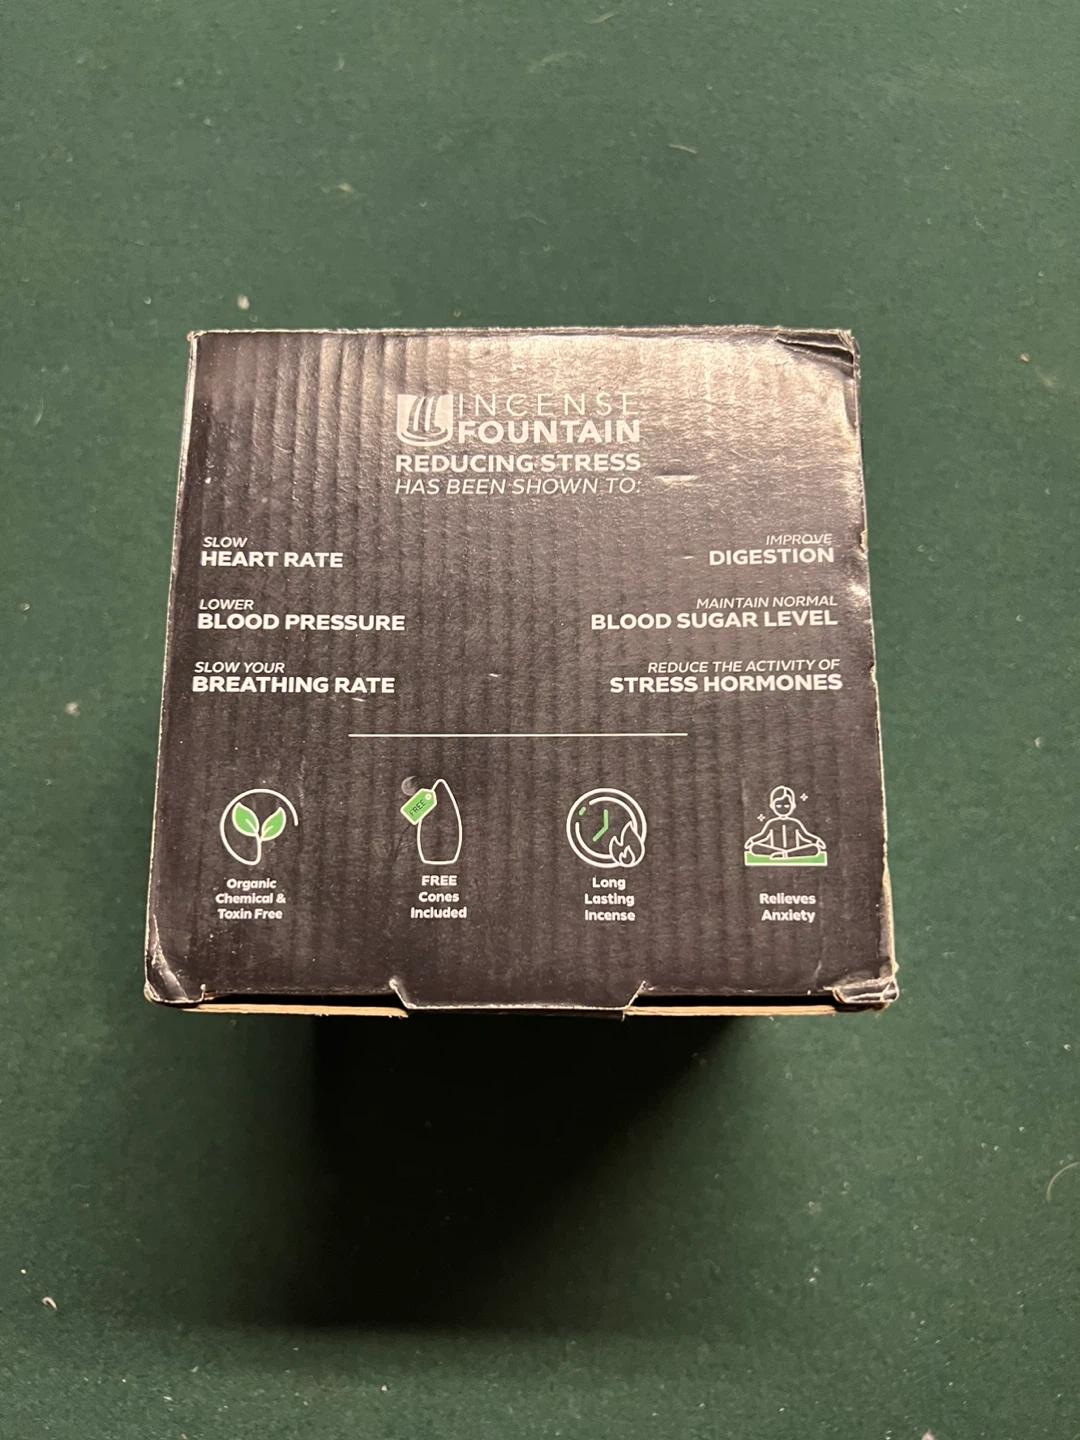 INCENSE
FOUNTAIN
REDUCING STRESS
HAS BEEN SHOWN TO:
SLOW
HEART RATE
LOWER
BLOOD PRESSURE
SLOW YOUR
BREATHING RATE
IMPROVE
DIGESTION
MAINTAIN NORMAL
BLOOD SUGAR LEVEL
REDUCE THE ACTIVITY OF
STRESS HORMONES
Organic
Chemical &
Toxin Free
FREE
FREE
Cones
Included
Long
Lasting
Incense
Relieves
Anxiety